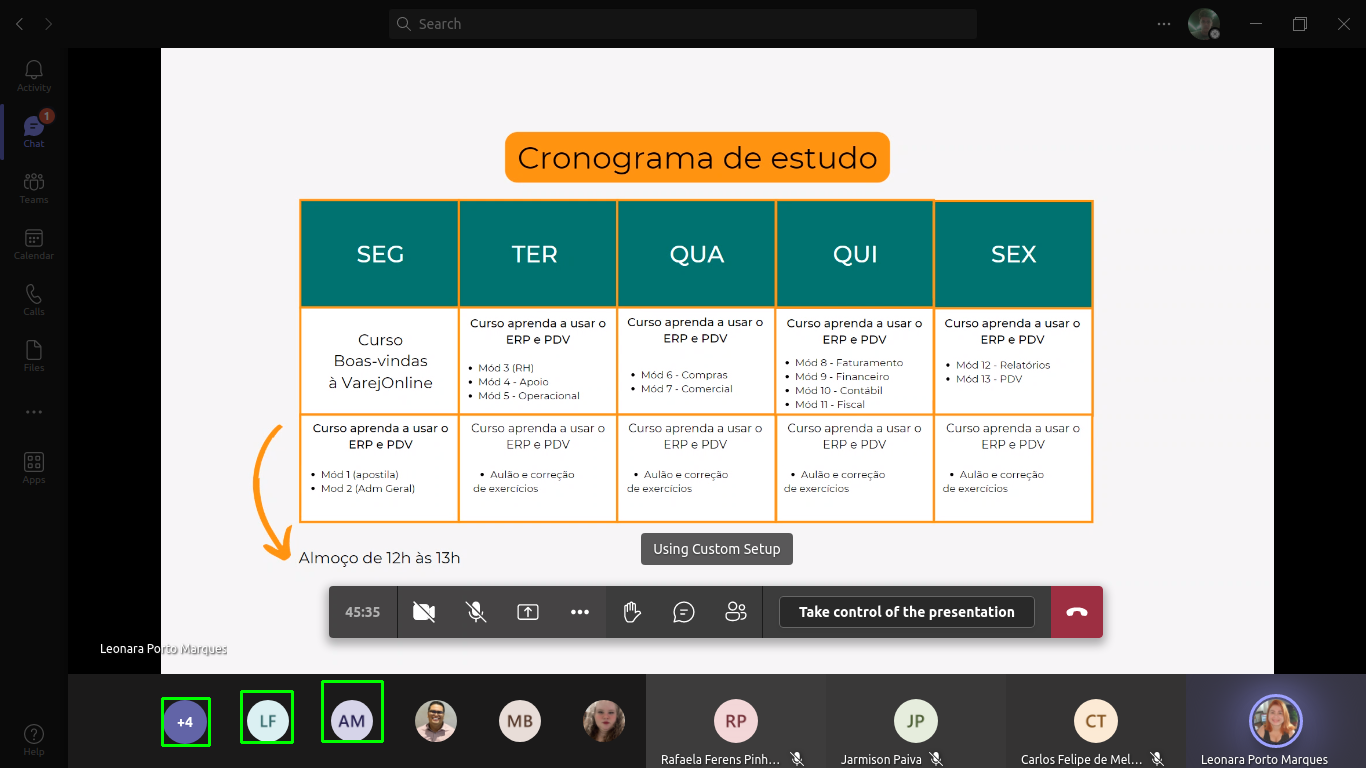 Search
Activity
1
Chat
Teams
Calendar
Calls
Files
Apps
Help
Cronograma de estudo
SEG
TER
QUA
QUI
SEX
Curso
Boas-vindas
à VarejOnline
Curso aprenda a usar o
ERP e PDV
• Mód 3 (RH)
• Mód 4 - Apoio
• Mód 5 - Operacional
Curso aprenda a usar o
ERP e PDV
• Mód 6 - Compras
• Mód 7 - Comercial
Curso aprenda a usar o
ERP e PDV
• Mód 8 - Faturamento
• Mód 9 - Financeiro
• Mód 10 - Contábil
• Mód 11 - Fiscal
Curso aprenda a usar o
ERP e PDV
• Mód 12 - Relatórios
• Mód 13 - PDV
Curso aprenda a usar o
ERP e PDV
• Mód 1 (apostila)
• Mod 2 (Adm Geral)
Curso aprenda a usar o
ERP e PDV
• Aulão e correção
de exercícios
Curso aprenda a usar o
ERP e PDV
• Aulão e correção
de exercícios
Curso aprenda a usar o
ERP e PDV
• Aulão e correção
de exercícios
Curso aprenda a usar o
ERP e PDV
• Aulão e correção
de exercícios
Almoço de 12h às 13h
Using Custom Setup
45:35
Take control of the presentation
Leonara Porto Marques
+4
LF
AM
MB
RP
Rafaela Ferens Pinh...
JP
Jarmison Paiva
CT
Carlos Felipe de Mel...
Leonara Porto Marques